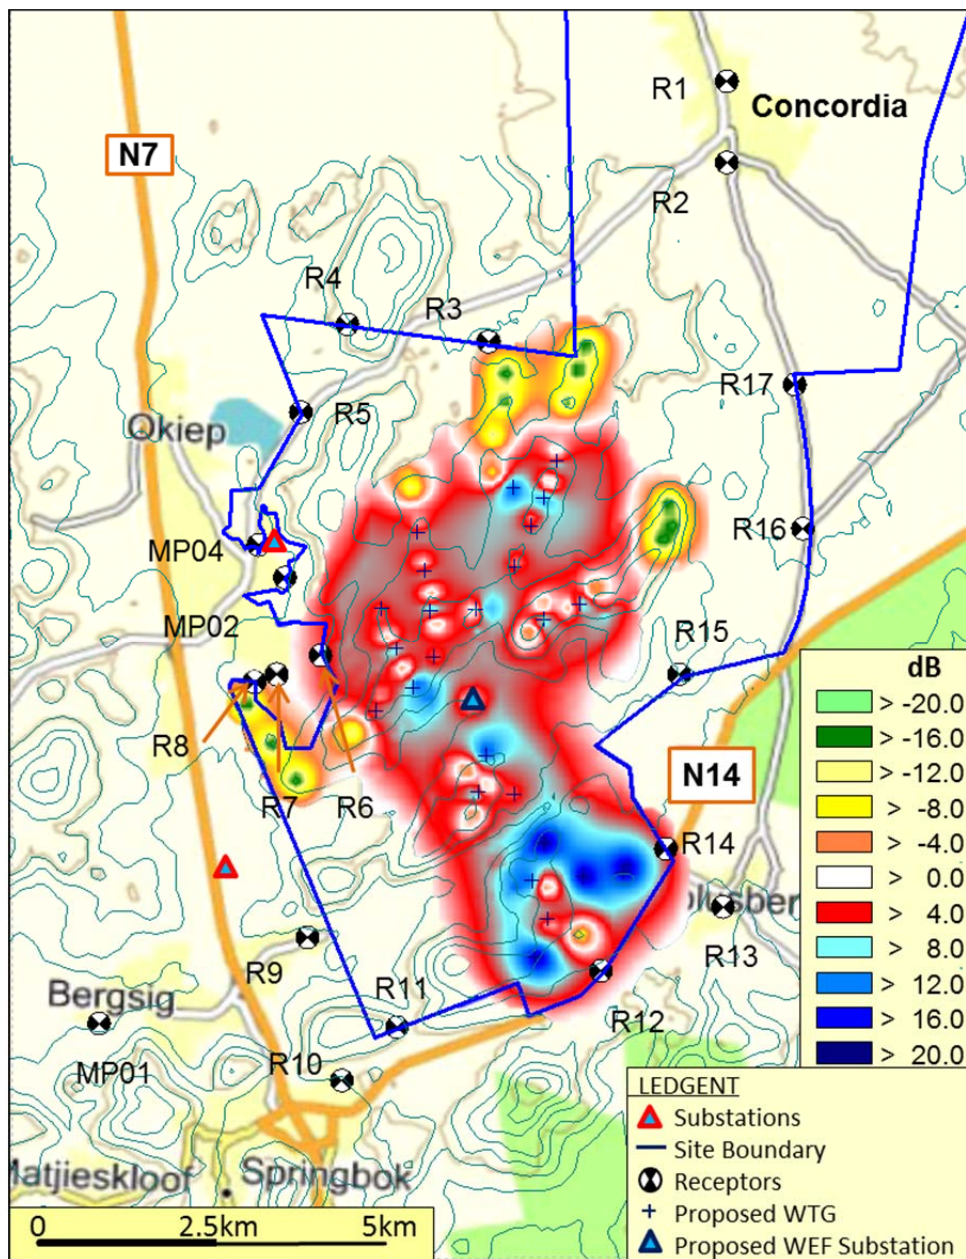 R1
Concordia
N7
R2
R4
R3
R17
Okiep
R5
R16
MP04
MP02
R15
dB
> -20.0
> -16.0
> -12.0
> -8.0
> -4.0
> 0.0
> 4.0
> 8.0
> 12.0
> 16.0
> 20.0
R8
N14
R7
R6
R14
olusber
R13
R9
Bergsig
R11
R12
R10
MP01
LEDGENT
Substations
Site Boundary
Receptors
Proposed WTG
Proposed WEF Substation
Matjieskloof
Springbok
0 2.5km 5km